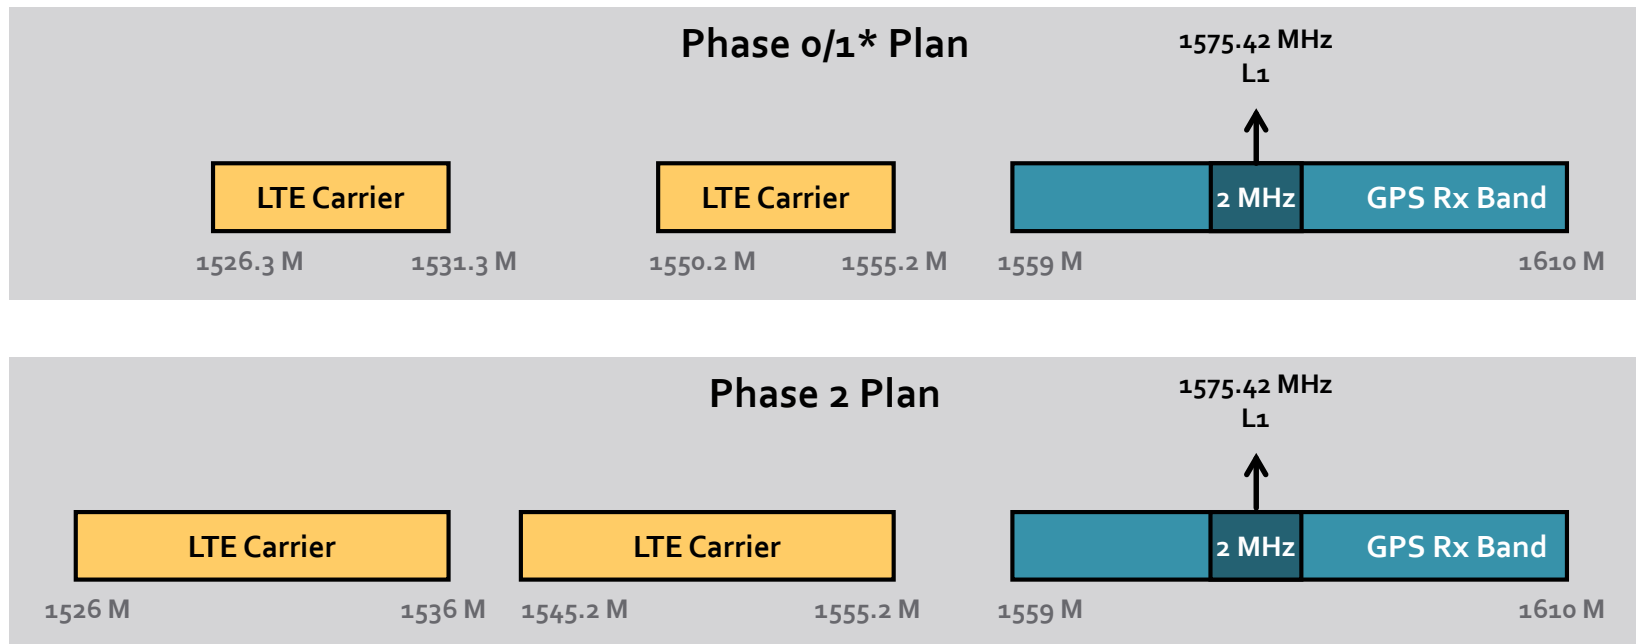 Phase 0/1* Plan
1575.42 MHz
L1
LTE Carrier
LTE Carrier
2 MHz
GPS Rx Band
1526.3 M
1531.3 M
1550.2 M
1555.2 M
1559 M
1610 M
Phase 2 Plan
1575.42 MHz
L1
LTE Carrier
LTE Carrier
2 MHz
GPS Rx Band
1526 M
1536 M
1545.2 M
1555.2 M
1559 M
1610 M